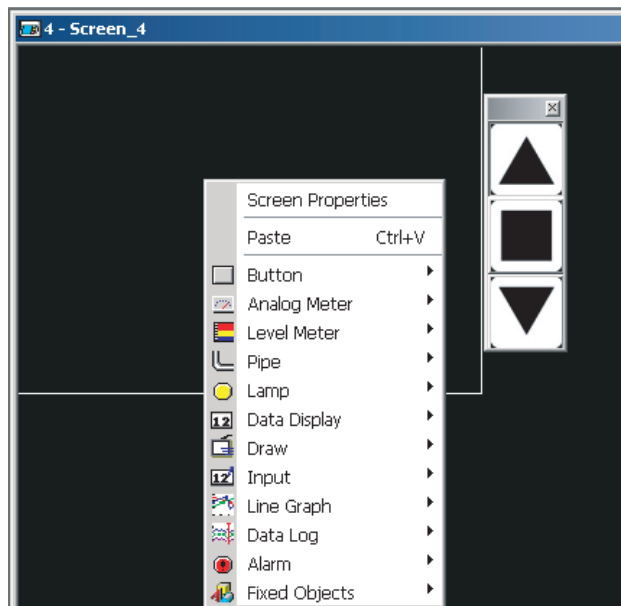 4 - Screen_4
Screen Properties
Paste Ctrl+V
Button
Analog Meter
Level Meter
Pipe
Lamp
12 Data Display
Draw
12 Input
Line Graph
Data Log
Alarm
Fixed Objects